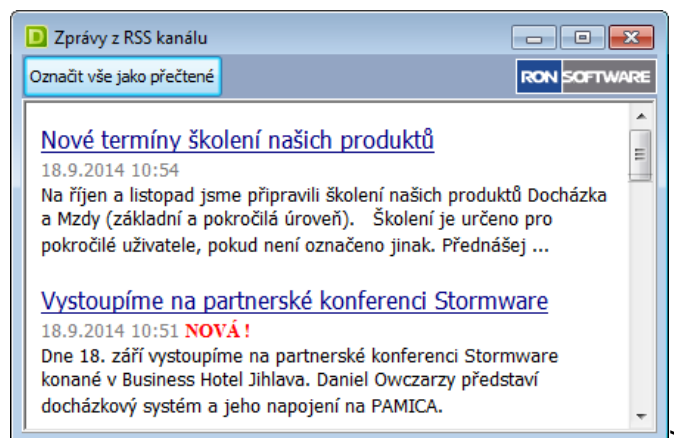 Zprávy z RSS kanálu
Označit vše jako přečtené
RON SOFTWARE
Nové termíny školení našich produktů
18.9.2014 10:54
Na říjen a listopad jsme připravili školení našich produktů Docházka
a Mzdy (základní a pokročilá úroveň).   Školení je určeno pro
pokročilé uživatele, pokud není označeno jinak. Přednášej ...
Vystoupíme na partnerské konferenci Stormware
18.9.2014 10:51 NOVÁ !
Dne 18. září vystoupíme na partnerské konferenci Stormware
konané v Business Hotel Jihlava. Daniel Owczarzy představí
docházkový systém a jeho napojení na PAMICA.